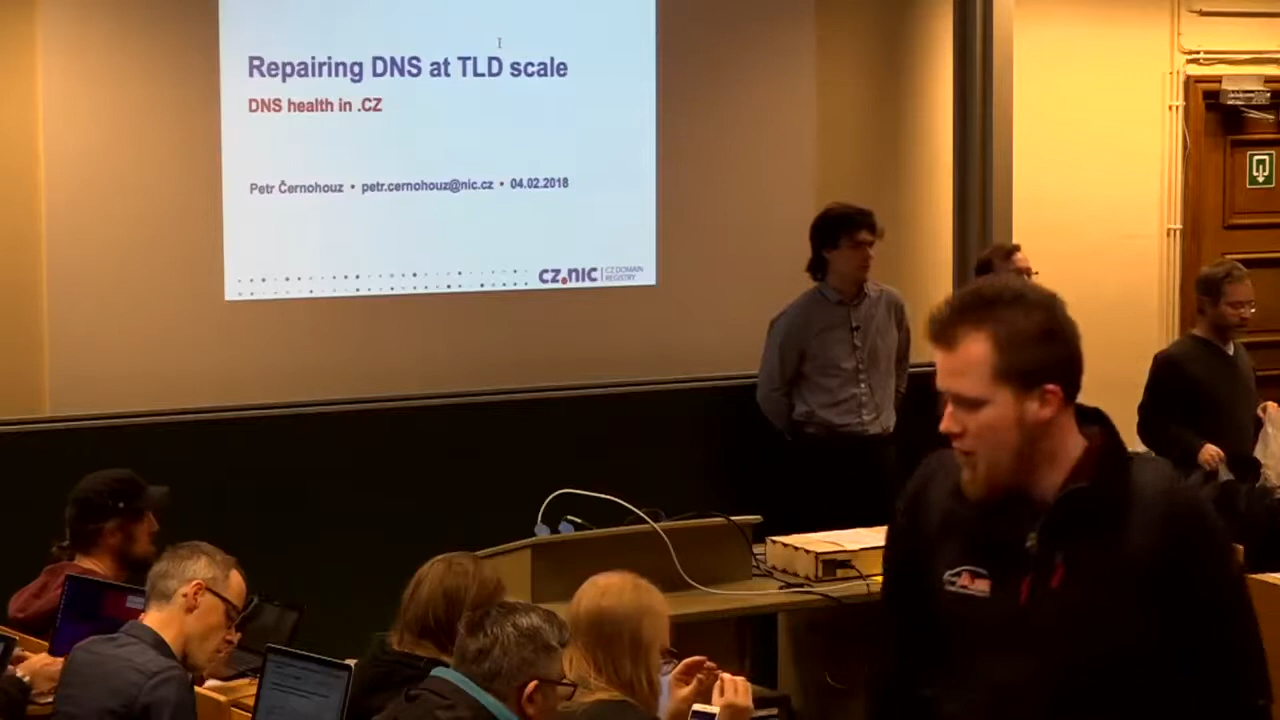 Repairing DNS at TLD scale
DNS health in .CZ
Petr Černohouz • petr.cernohouz@nic.cz • 04.02.2018
cz.nic | CZ DOMAIN
REGISTRY